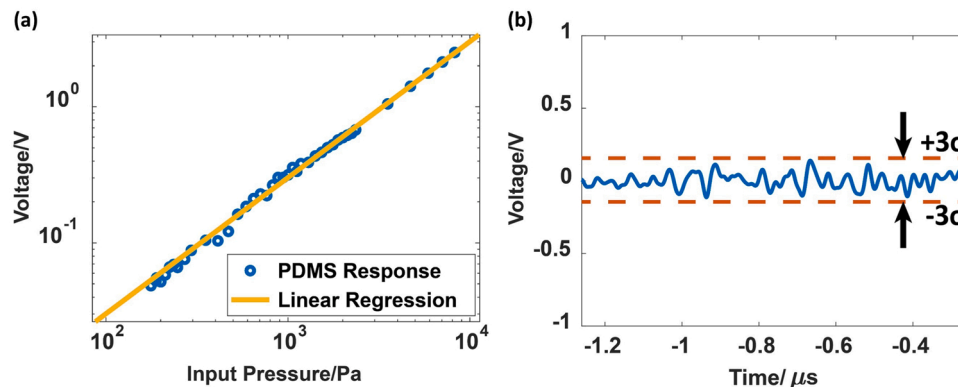 (a)
Voltage/V
10^0
10^-1
PDMS Response
Linear Regression
10^2
10^3
10^4
Input Pressure/Pa
(b)
Voltage/V
1
0.5
0
-0.5
-1
-1.2
-1
-0.8
-0.6
-0.4
Time/ μs